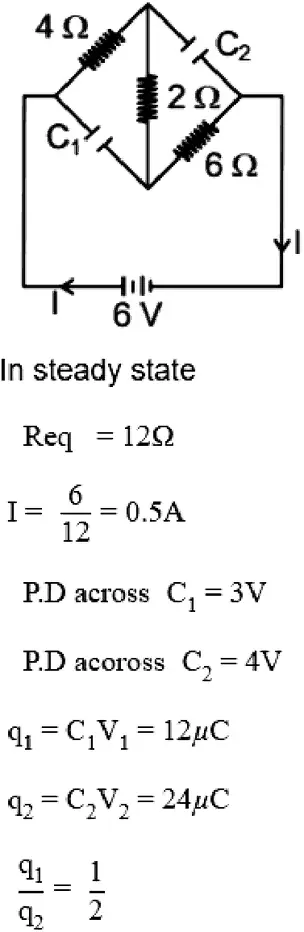 4 Ω
C₂
2 Ω
C₁
6 Ω
I
I
6 V
In steady state
Req = 12Ω
I = 6/12 = 0.5A
P.D across C₁ = 3V
P.D acoross C₂ = 4V
q₁ = C₁V₁ = 12μC
q₂ = C₂V₂ = 24μC
q₁/q₂ = 1/2